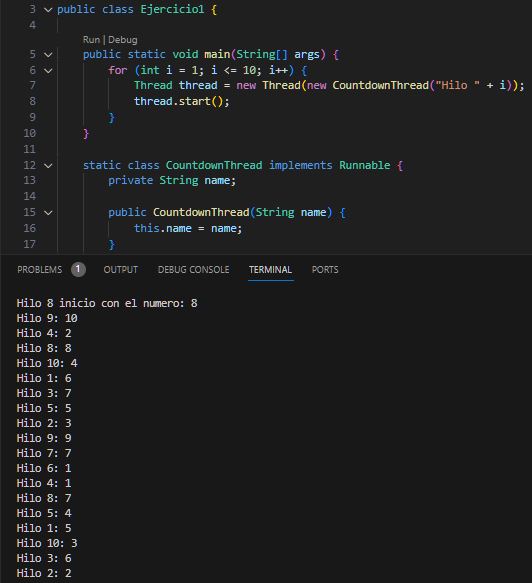 3 public class Ejercicio1 {
4
Run | Debug
5 public static void main(String[] args) {
6 for (int i = 1; i <= 10; i++) {
7 Thread thread = new Thread(new CountdownThread("Hilo " + i));
8 thread.start();
9 }
10 }
11
12 static class CountdownThread implements Runnable {
13 private String name;
14
15 public CountdownThread(String name) {
16 this.name = name;
17 }
PROBLEMS 1 OUTPUT DEBUG CONSOLE TERMINAL PORTS
Hilo 8 inicio con el numero: 8
Hilo 9: 10
Hilo 4: 2
Hilo 8: 8
Hilo 10: 4
Hilo 1: 6
Hilo 3: 7
Hilo 5: 5
Hilo 2: 3
Hilo 9: 9
Hilo 7: 7
Hilo 6: 1
Hilo 4: 1
Hilo 8: 7
Hilo 5: 4
Hilo 1: 5
Hilo 10: 3
Hilo 3: 6
Hilo 2: 2